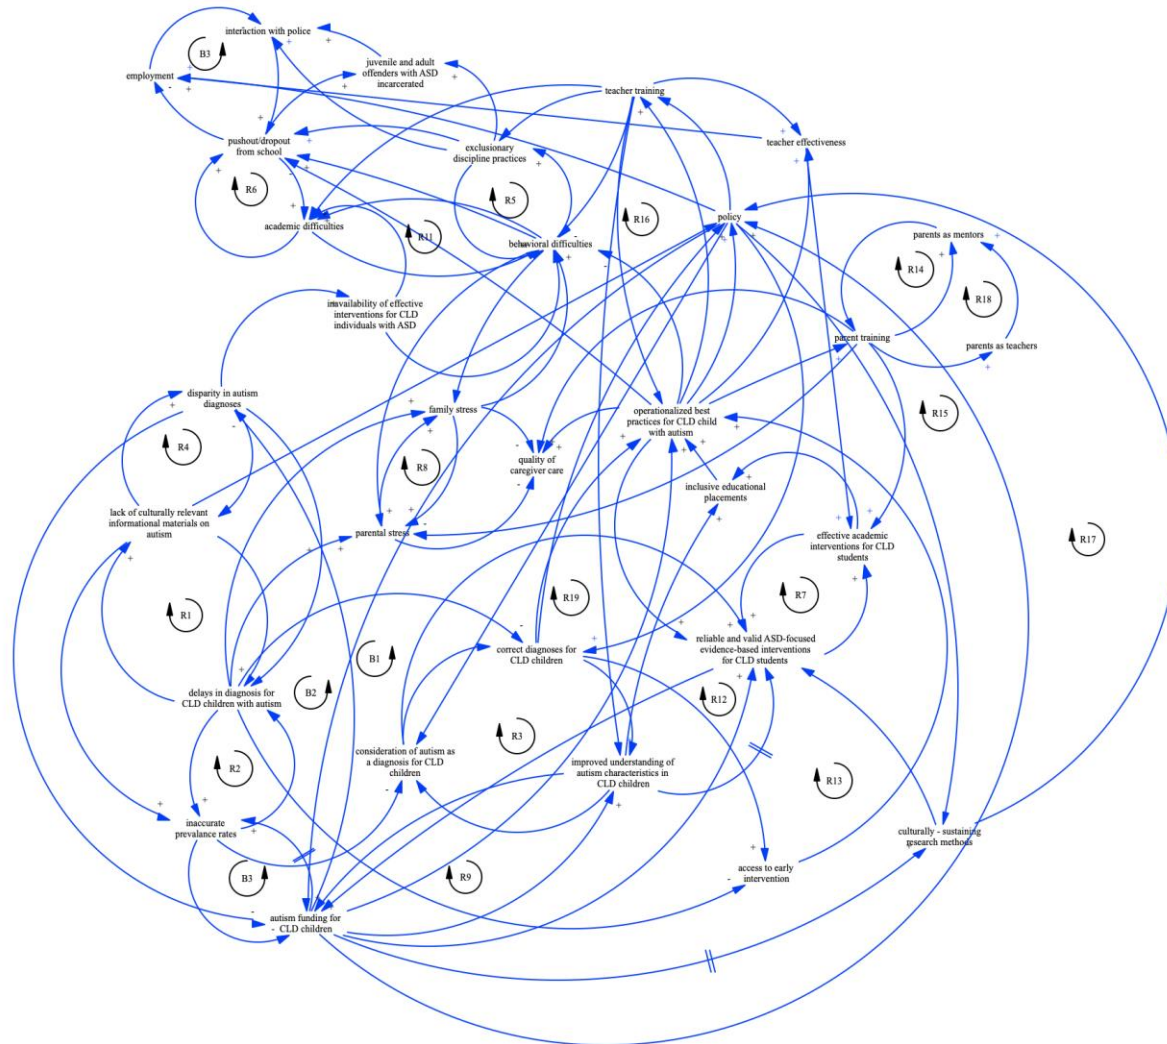 interaction with police
B3
juvenile and adult
offenders with ASD
incarcerated
employment
teacher training
pushout/dropout
from school
exclusionary
discipline practices
teacher effectiveness
R6
R5
R16
policy
academic difficulties
R11
behavioral difficulties
parents as mentors
R14
R18
inavailability of effective
interventions for CLD
individuals with ASD
parent training
parents as teachers
disparity in autism
diagnoses
family stress
operationalized best
practices for CLD child
with autism
R15
R4
R8
quality of
caregiver care
inclusive educational
placements
lack of culturally relevant
informational materials on
autism
parental stress
effective academic
interventions for CLD
students
R17
R1
R19
R7
correct diagnoses for
CLD children
reliable and valid ASD-focused
evidence-based interventions
for CLD students
B1
delays in diagnosis for
CLD children with autism
B2
R12
R3
consideration of autism as
a diagnosis for CLD
children
improved understanding of
autism characteristics in
CLD children
R2
R13
inaccurate
prevalance rates
culturally - sustaining
research methods
B3
R9
access to early
intervention
autism funding for
CLD children